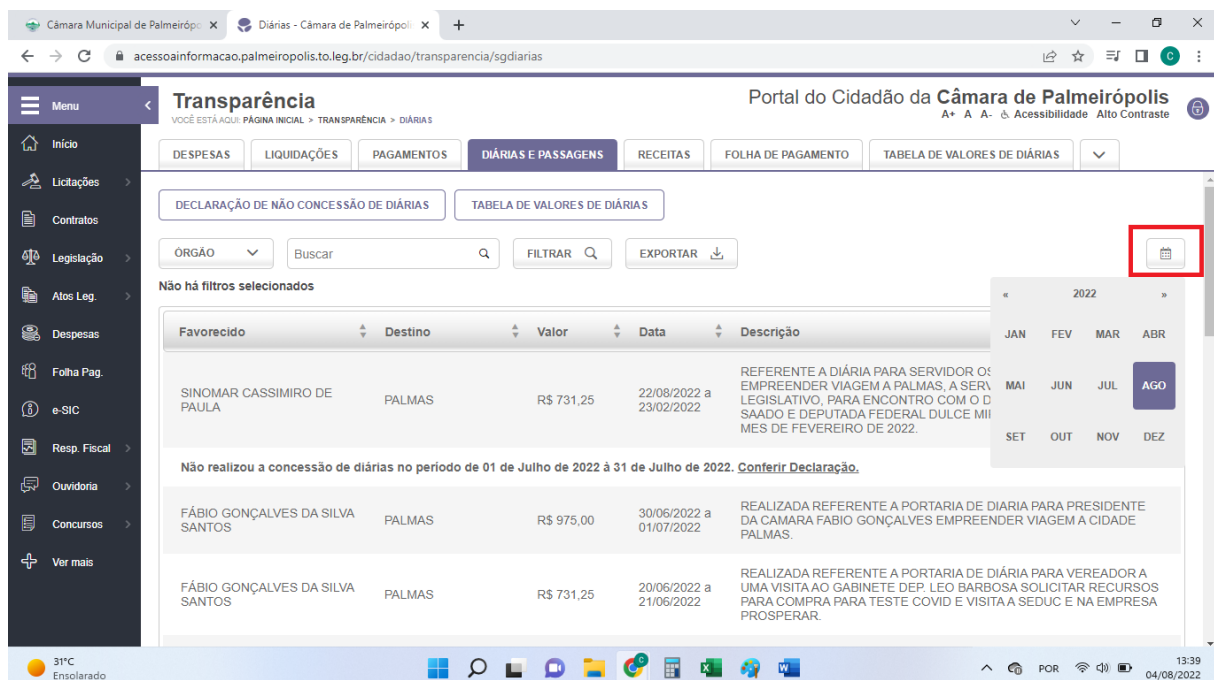 Câmara Municipal de Palmeirópo
Diárias - Câmara de Palmeirópoli
acessoainformacao.palmeiropolis.to.leg.br/cidadao/transparencia/sgdiarias
C
Menu
Transparência
VOCÊ ESTÁ AQUI: PÁGINA INICIAL > TRANSPARÊNCIA > DIÁRIAS
Portal do Cidadão da Câmara de Palmeirópolis
A+ A A- Acessibilidade Alto Contraste
Início
Licitações
Contratos
Legislação
Atos Leg.
Despesas
Folha Pag.
e-SIC
Resp. Fiscal
Ouvidoria
Concursos
Ver mais
DESPESAS LIQUIDAÇÕES PAGAMENTOS DIÁRIAS E PASSAGENS RECEITAS FOLHA DE PAGAMENTO TABELA DE VALORES DE DIÁRIAS
DECLARAÇÃO DE NÃO CONCESSÃO DE DIÁRIAS TABELA DE VALORES DE DIÁRIAS
ÓRGÃO Buscar FILTRAR EXPORTAR
Não há filtros selecionados
« 2022 »
JAN FEV MAR ABR
MAI JUN JUL AGO
SET OUT NOV DEZ
Favorecido Destino Valor Data Descrição
SINOMAR CASSIMIRO DE
PAULA
PALMAS
R$ 731,25
22/08/2022 a
23/02/2022
REFERENTE A DIÁRIA PARA SERVIDOR OS
EMPREENDER VIAGEM A PALMAS, A SERV
LEGISLATIVO, PARA ENCONTRO COM O D
SAADO E DEPUTADA FEDERAL DULCE MI
MES DE FEVEREIRO DE 2022.
Não realizou a concessão de diárias no período de 01 de Julho de 2022 à 31 de Julho de 2022. Conferir Declaração.
FÁBIO GONÇALVES DA SILVA
SANTOS
PALMAS
R$ 975,00
30/06/2022 a
01/07/2022
REALIZADA REFERENTE A PORTARIA DE DIARIA PARA PRESIDENTE
DA CAMARA FABIO GONÇALVES EMPREENDER VIAGEM A CIDADE
PALMAS.
FÁBIO GONÇALVES DA SILVA
SANTOS
PALMAS
R$ 731,25
20/06/2022 a
21/06/2022
REALIZADA REFERENTE A PORTARIA DE DIÁRIA PARA VEREADOR A
UMA VISITA AO GABINETE DEP. LEO BARBOSA SOLICITAR RECURSOS
PARA COMPRA PARA TESTE COVID E VISITA A SEDUC E NA EMPRESA
PROSPERAR.
31°C
Ensolarado
POR
13:39
04/08/2022